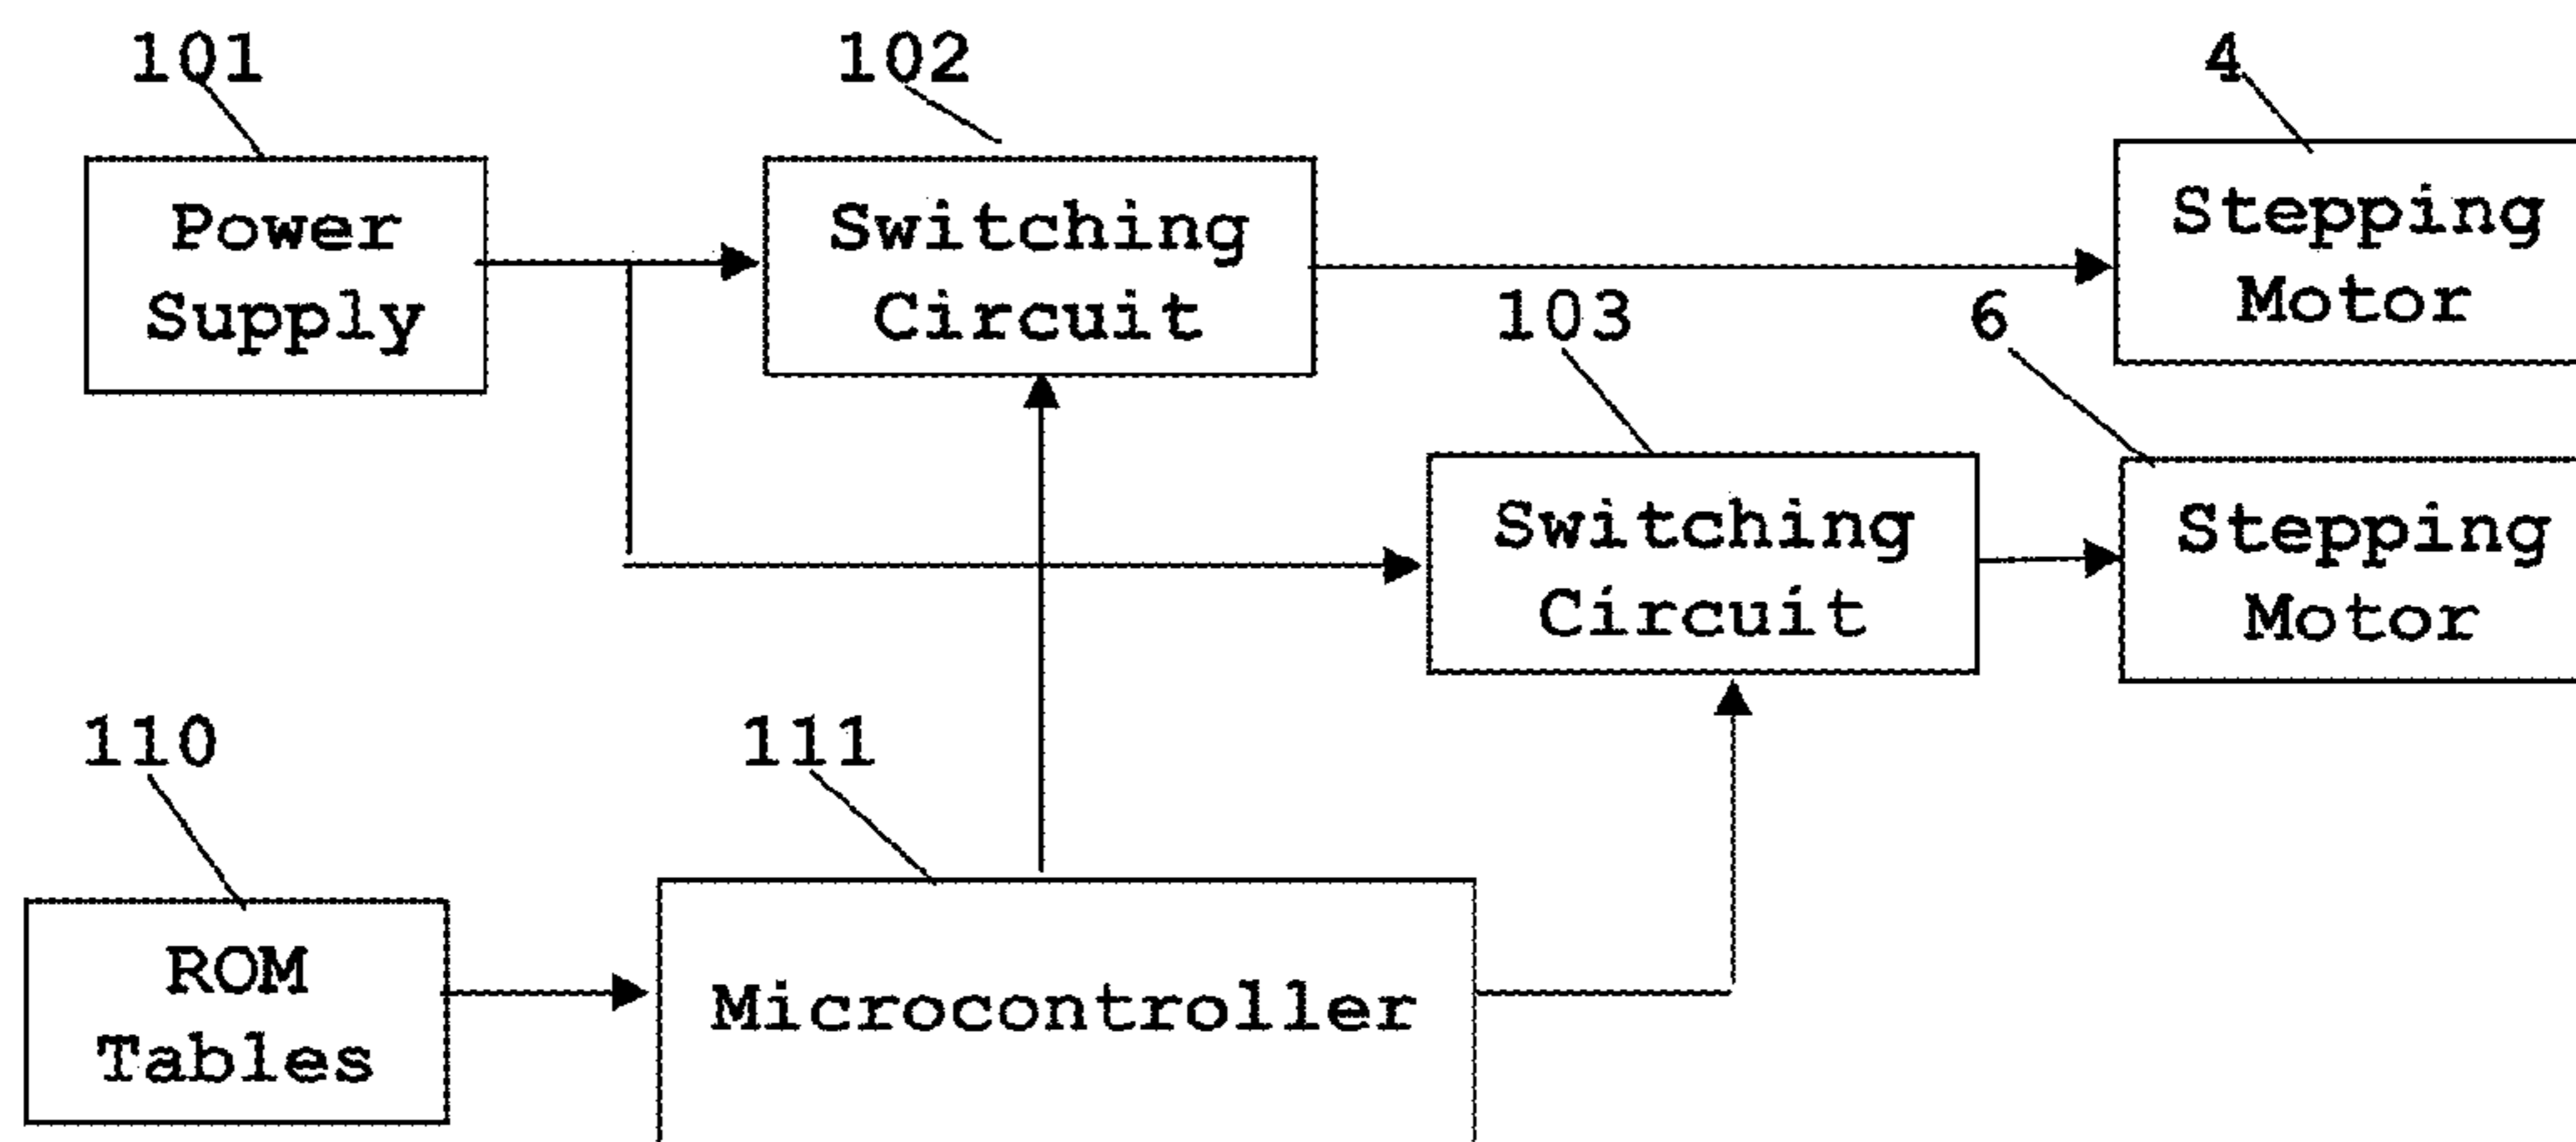 101
102
4
Power
Supply
Switching
Circuit
Stepping
Motor
103
6
Switching
Circuit
Stepping
Motor
110
111
ROM
Tables
Microcontroller